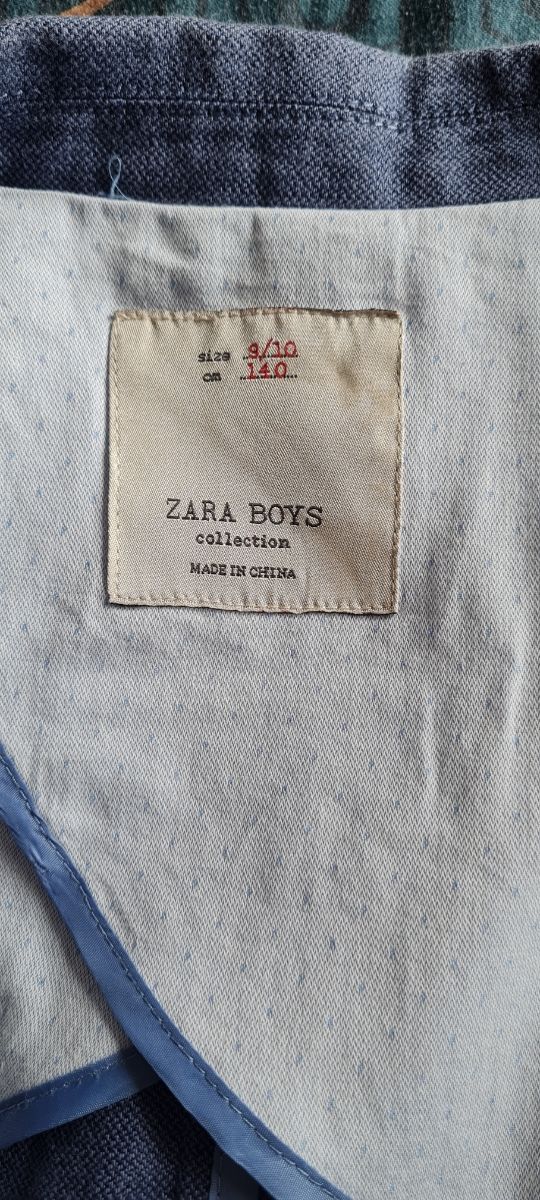 size 9/10
cm 140
ZARA BOYS
collection
MADE IN CHINA